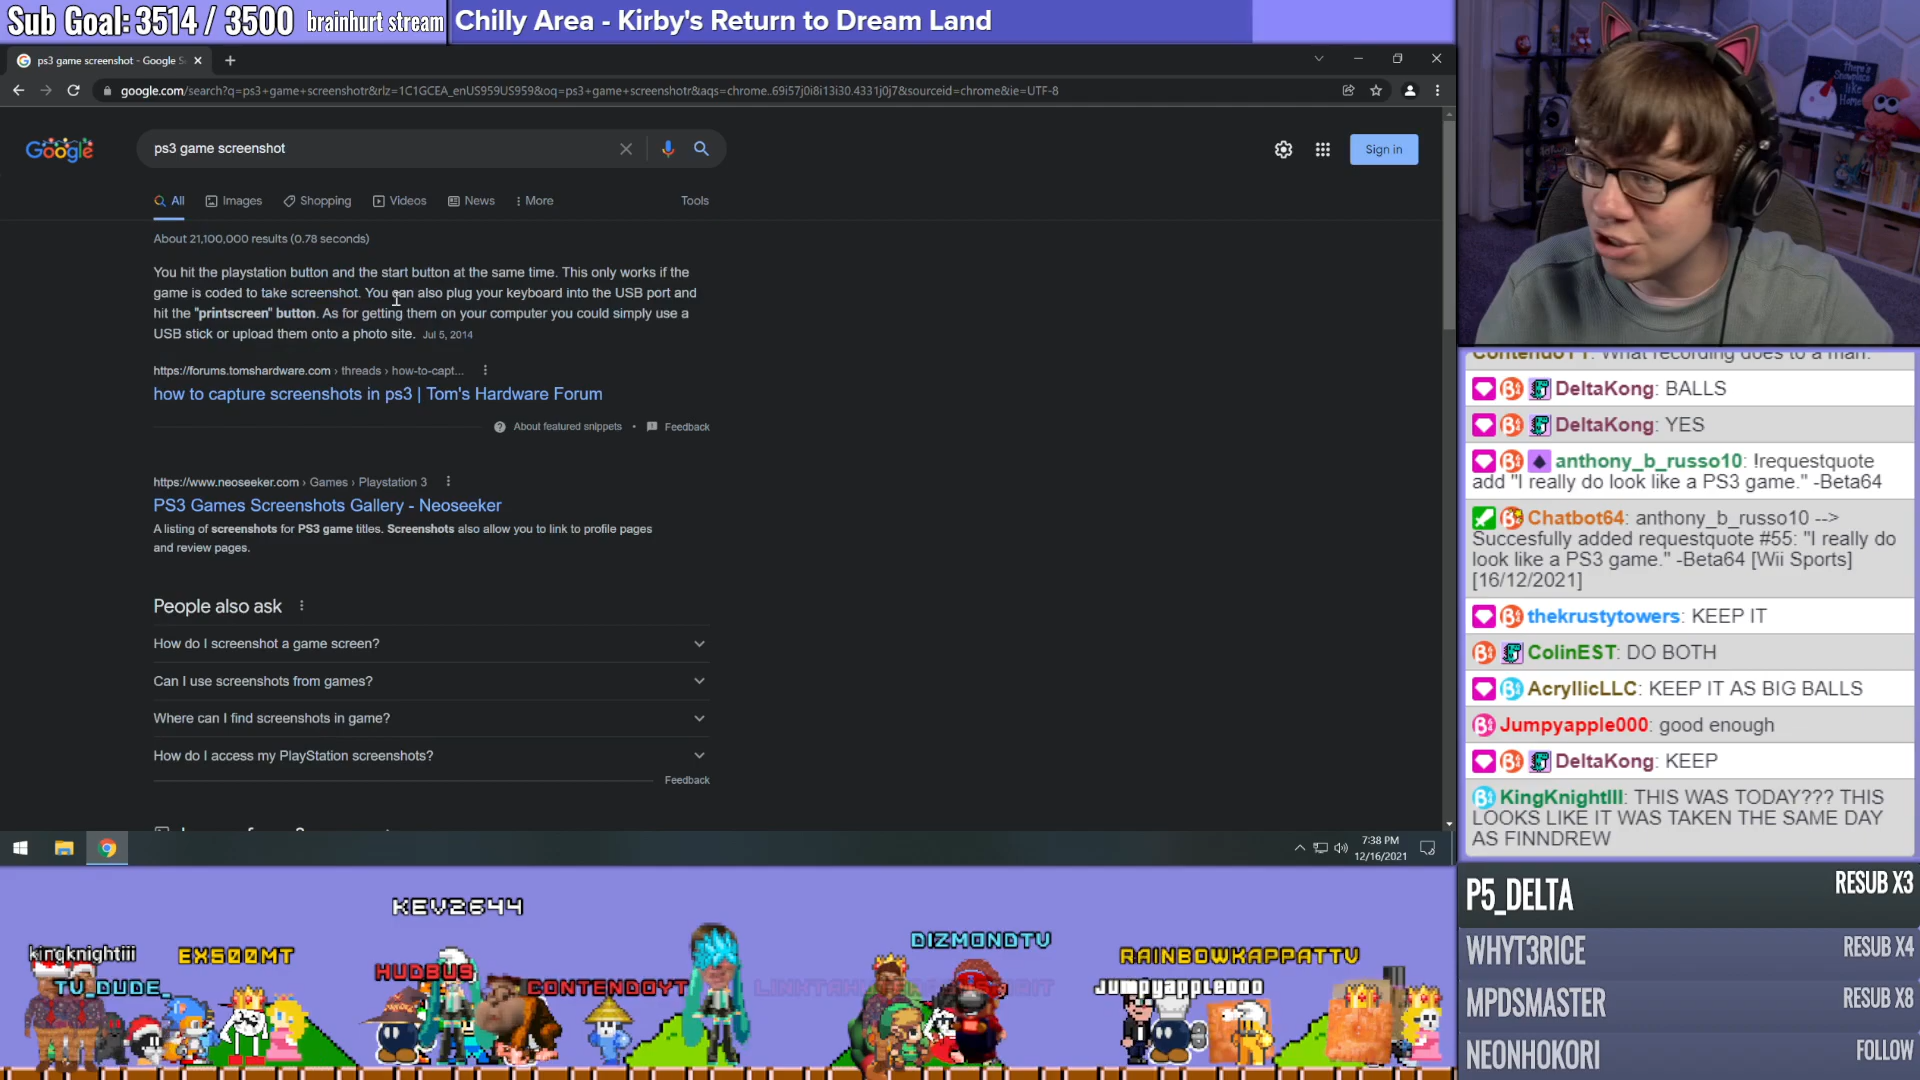 Sub Goal: 3514 / 3500 brainhurt stream
Chilly Area - Kirby's Return to Dream Land
ps3 game screenshot - Google S
google.com/search?q=ps3+game+screenshotr&rlz=1C1GCEA_enUS959US959&oq=ps3+game+screenshotr&aqs=chrome..69i57j0i8i13i30.4331j0j7&sourceid=chrome&ie=UTF-8
Google
ps3 game screenshot
Sign in
All
Images
Shopping
Videos
News
More
Tools
About 21,100,000 results (0.78 seconds)
You hit the playstation button and the start button at the same time. This only works if the
game is coded to take screenshot. You can also plug your keyboard into the USB port and
hit the "printscreen" button. As for getting them on your computer you could simply use a
USB stick or upload them onto a photo site. Jul 5, 2014
https://forums.tomshardware.com › threads › how-to-capt...
how to capture screenshots in ps3 | Tom's Hardware Forum
About featured snippets • Feedback
https://www.neoseeker.com › Games › Playstation 3
PS3 Games Screenshots Gallery - Neoseeker
A listing of screenshots for PS3 game titles. Screenshots also allow you to link to profile pages
and review pages.
People also ask
How do I screenshot a game screen?
Can I use screenshots from games?
Where can I find screenshots in game?
How do I access my PlayStation screenshots?
Feedback
7:38 PM
12/16/2021
there's
someplace
like
Home
ContendoYT: What recording does to a man.
DeltaKong: BALLS
DeltaKong: YES
anthony_b_russo10: !requestquote
add "I really do look like a PS3 game." -Beta64
Chatbot64: anthony_b_russo10 -->
Succesfully added requestquote #55: "I really do
look like a PS3 game." -Beta64 [Wii Sports]
[16/12/2021]
thekrustytowers: KEEP IT
ColinEST: DO BOTH
AcryllicLLC: KEEP IT AS BIG BALLS
Jumpyapple000: good enough
DeltaKong: KEEP
KingKnightIII: THIS WAS TODAY??? THIS
LOOKS LIKE IT WAS TAKEN THE SAME DAY
AS FINNDREW
P5_DELTA RESUB X3
WHYT3RICE RESUB X4
MPDSMASTER RESUB X8
NEONHOKORI FOLLOW
KEV2644
kingknightiii
EX500MT
TV_DUDE_
HUDBUS
CONTENDOYT
DIZMONDTV
RAINBOWKAPPATTV
jumpyapple000